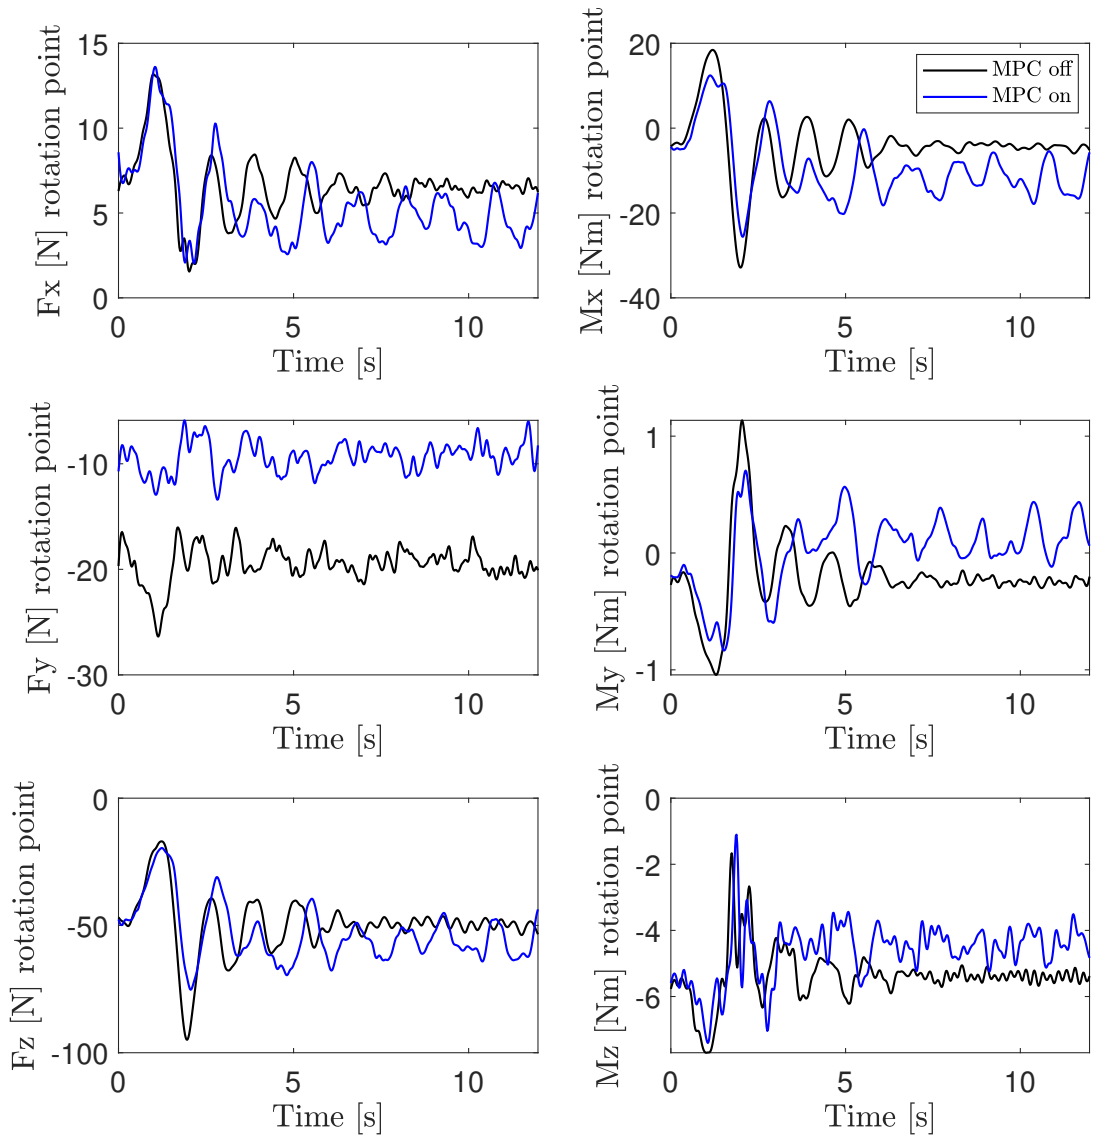 Fx [N] rotation point
15
10
5
0
0
5
10
Time [s]
Mx [Nm] rotation point
20
0
-20
-40
0
5
10
Time [s]
MPC off
MPC on
Fy [N] rotation point
-10
-20
-30
0
5
10
Time [s]
My [Nm] rotation point
1
0
-1
0
5
10
Time [s]
Fz [N] rotation point
0
-50
-100
0
5
10
Time [s]
Mz [Nm] rotation point
0
-2
-4
-6
0
5
10
Time [s]